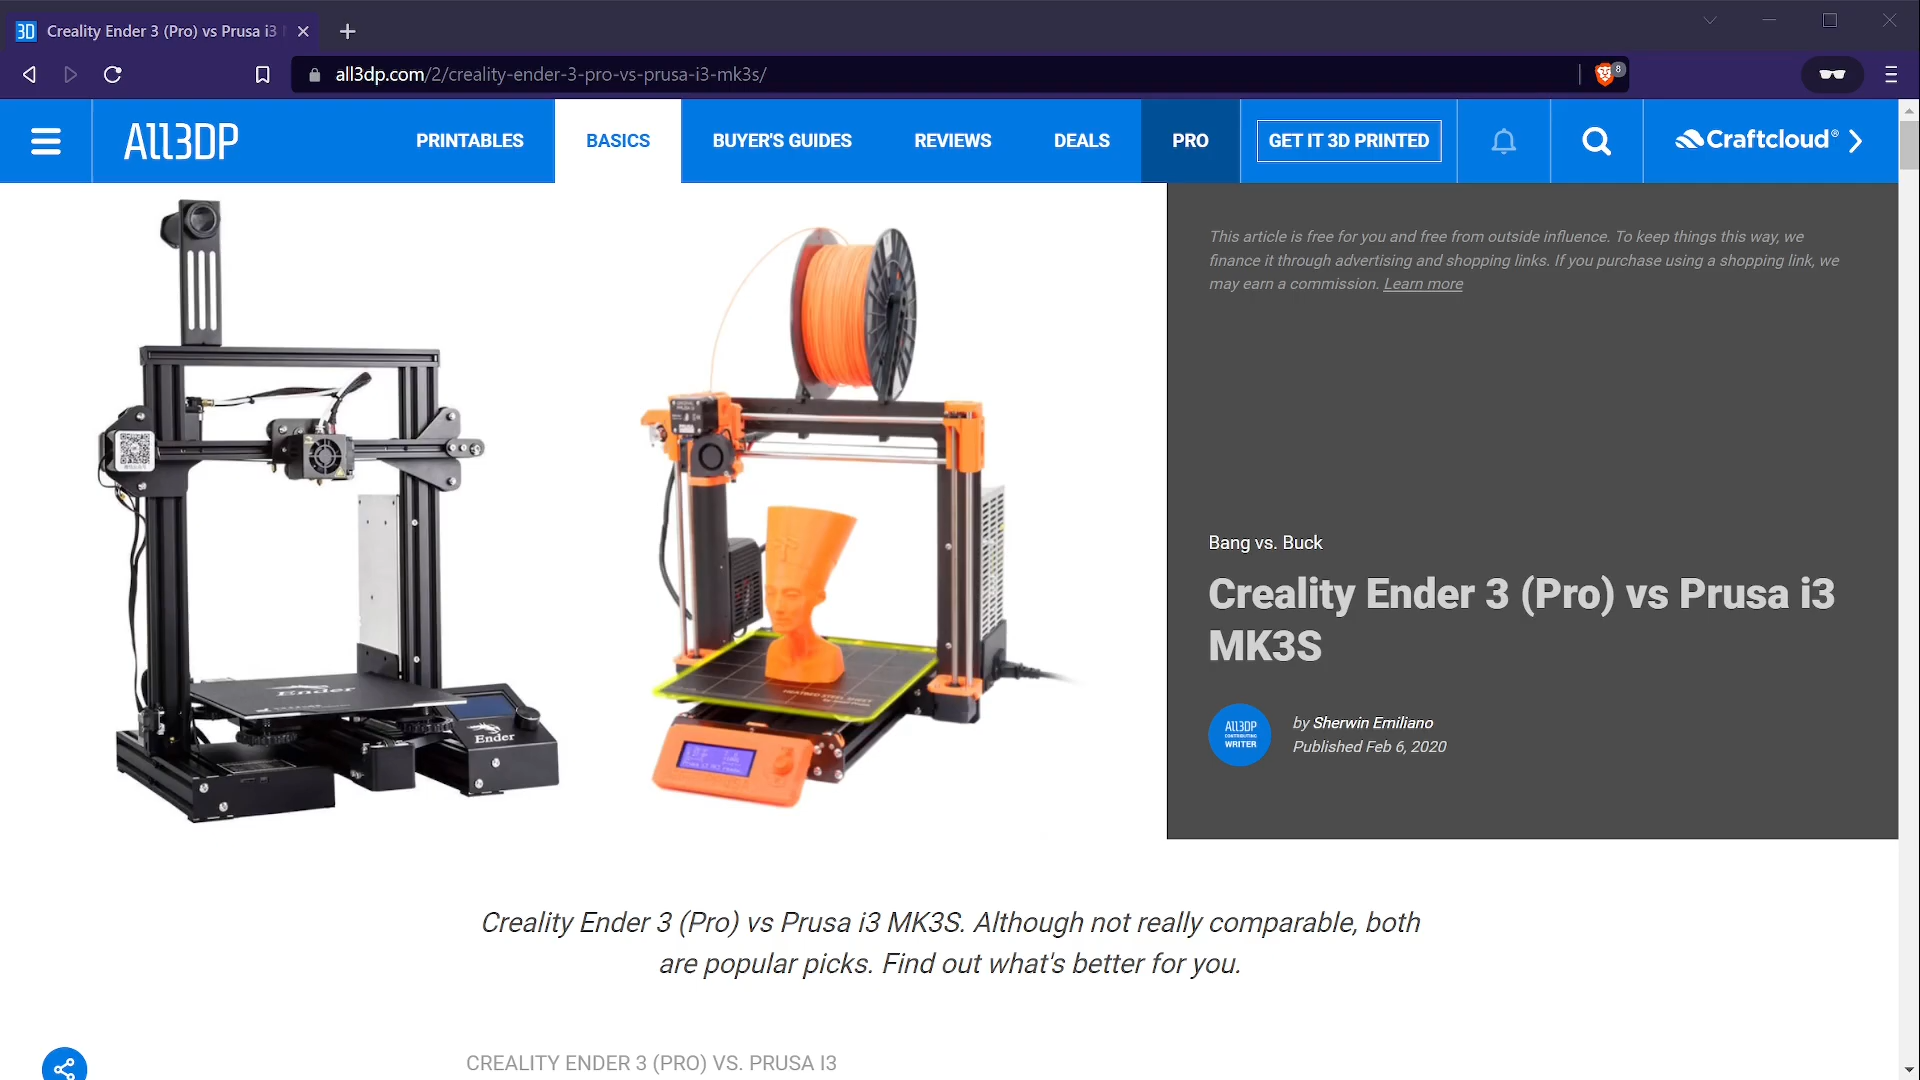 3D Creality Ender 3 (Pro) vs Prusa i3
all3dp.com/2/creality-ender-3-pro-vs-prusa-i3-mk3s/
8
All3DP
PRINTABLES
BASICS
BUYER'S GUIDES
REVIEWS
DEALS
PRO
GET IT 3D PRINTED
Craftcloud®
This article is free for you and free from outside influence. To keep things this way, we
finance it through advertising and shopping links. If you purchase using a shopping link, we
may earn a commission. Learn more
Ender
Ender
Bang vs. Buck
Creality Ender 3 (Pro) vs Prusa i3
MK3S
All3DP
CONTRIBUTING
WRITER
by Sherwin Emiliano
Published Feb 6, 2020
Creality Ender 3 (Pro) vs Prusa i3 MK3S. Although not really comparable, both
are popular picks. Find out what's better for you.
CREALITY ENDER 3 (PRO) VS. PRUSA I3